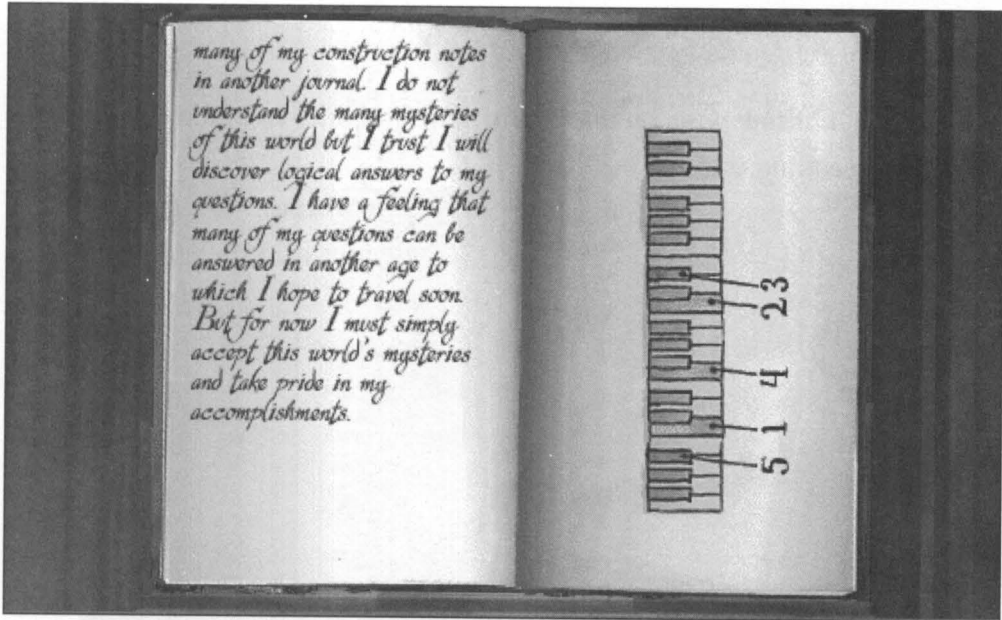 many of my construction notes
in another journal. I do not
understand the many mysteries
of this world but I trust I will
discover logical answers to my
questions. I have a feeling that
many of my questions can be
answered in another age to
which I hope to travel soon.
But for now I must simply
accept this world's mysteries
and take pride in my
accomplishments.
3
2
4
1
5